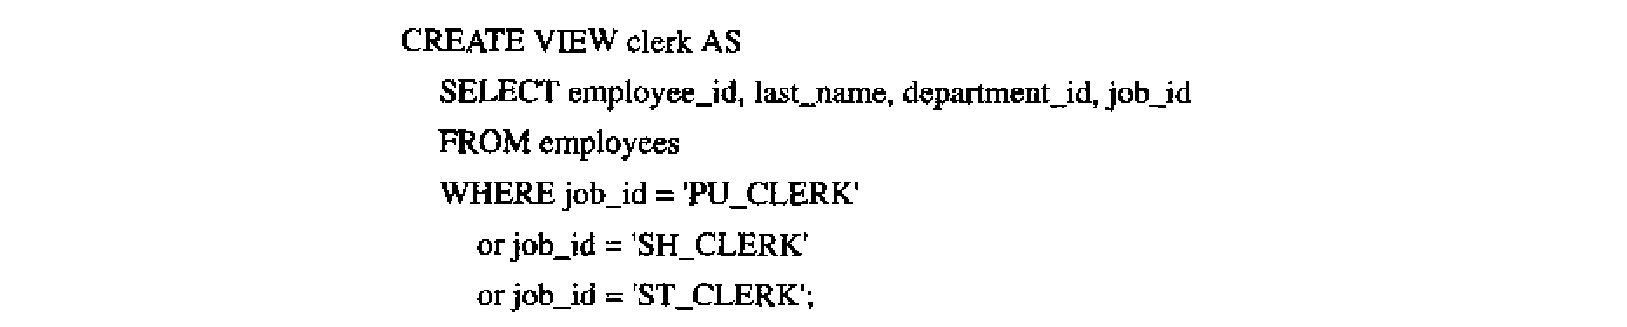 CREATE VIEW clerk AS
SELECT employee_id, last_name, department_id, job_id
FROM employees
WHERE job_id = 'PU_CLERK'
or job_id = 'SH_CLERK'
or job_id = 'ST_CLERK';